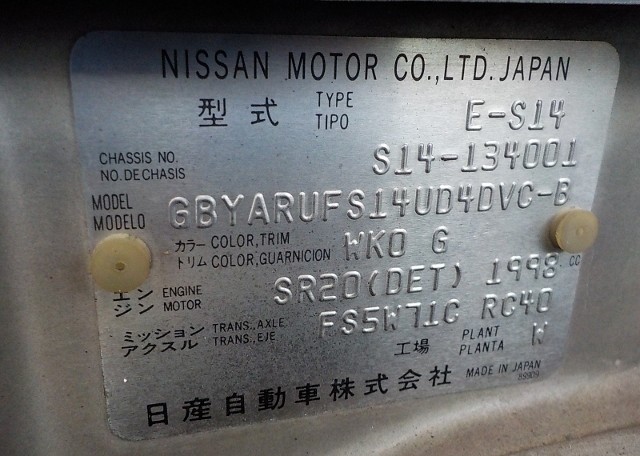 NISSAN MOTOR CO.,LTD. JAPAN
型式 TYPE TIPO E-S14
CHASSIS NO. NO. DE CHASIS S14-134001
MODEL MODELO GBYARUFS14UD4DVC-B
カラー COLOR,TRIM トリム COLOR,GUARNICION WK0 G
エンジン ENGINE MOTOR SR20(DET) 1998 CC
ミッション アクスル TRANS.,AXLE TRANS.,EJE FS5W71C RC40
工場 PLANT PLANTA W
日産自動車株式会社 MADE IN JAPAN